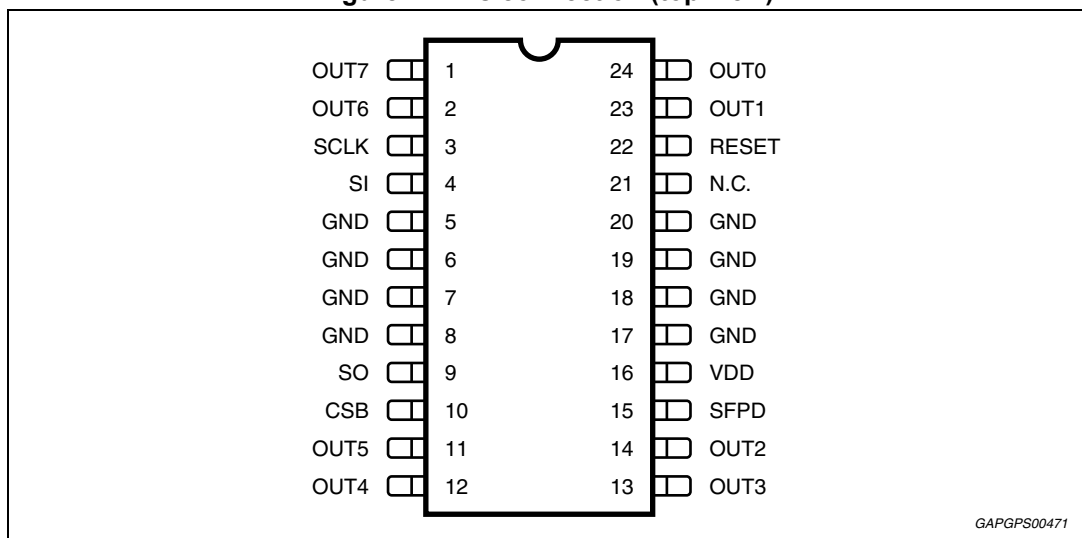 OUT7 1 24 OUT0
OUT6 2 23 OUT1
SCLK 3 22 RESET
SI 4 21 N.C.
GND 5 20 GND
GND 6 19 GND
GND 7 18 GND
GND 8 17 GND
SO 9 16 VDD
CSB 10 15 SFPD
OUT5 11 14 OUT2
OUT4 12 13 OUT3
GAPGPS00471